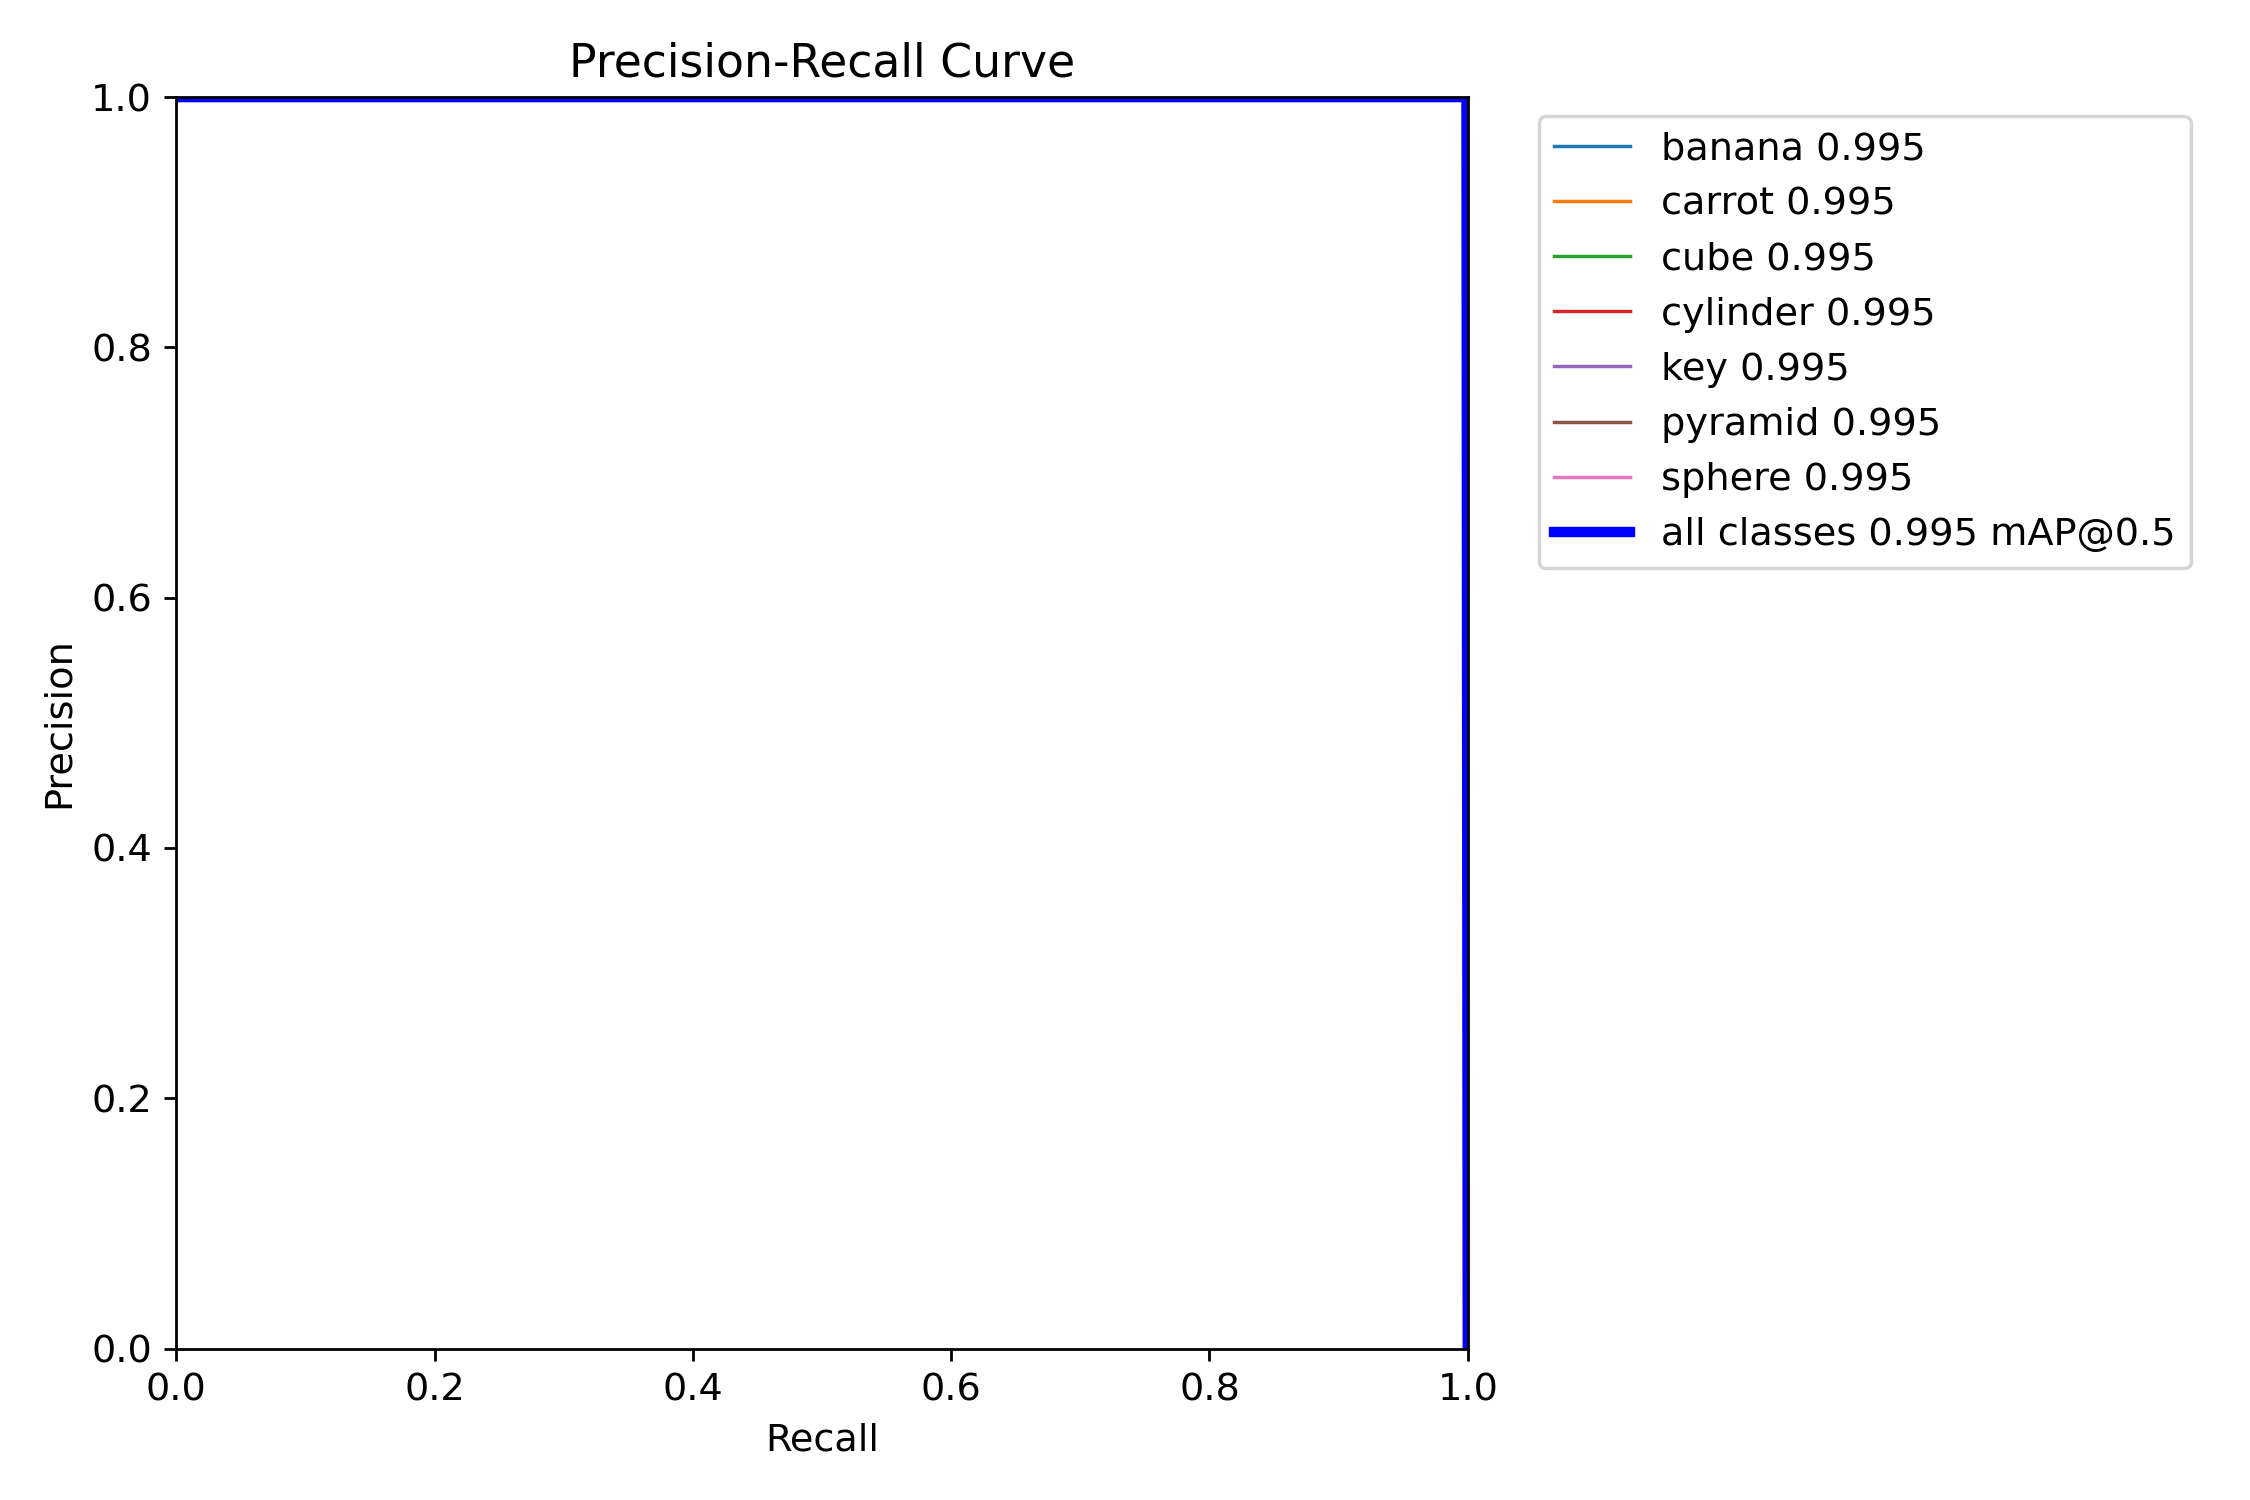 Precision-Recall Curve
1.0
0.8
0.6
0.4
0.2
0.0
Precision
0.0 0.2 0.4 0.6 0.8 1.0
Recall
banana 0.995
carrot 0.995
cube 0.995
cylinder 0.995
key 0.995
pyramid 0.995
sphere 0.995
all classes 0.995 mAP@0.5